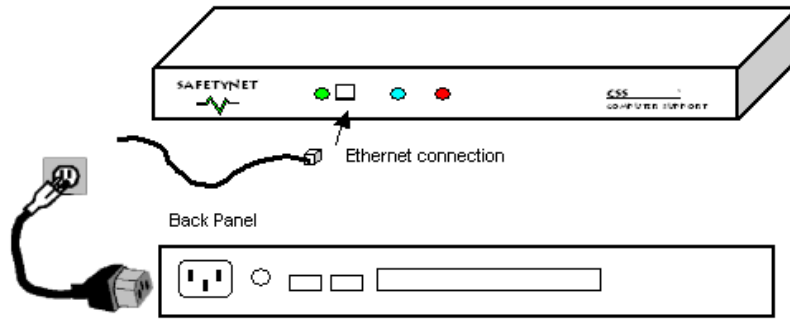 SAFETYNET
CSS
COMPUTER SUPPORT
Ethernet connection
Back Panel